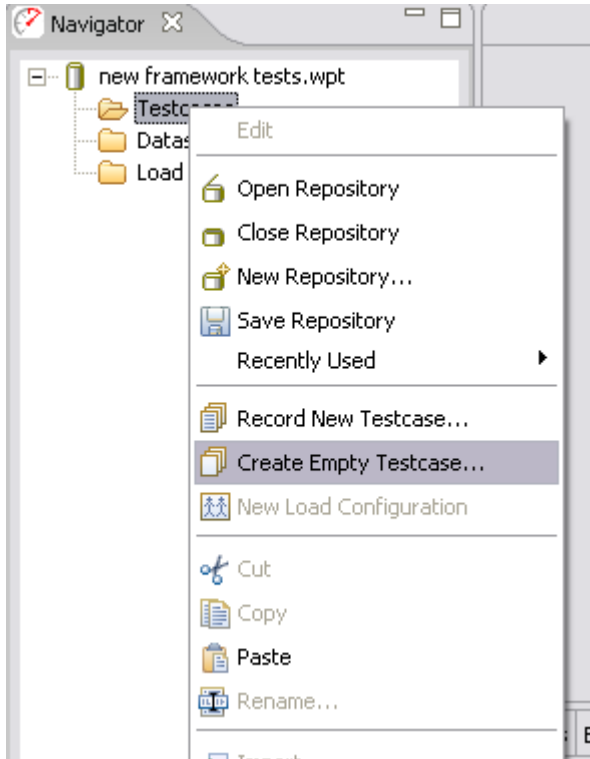 Navigator
new framework tests.wpt
Edit
Load
Open Repository
Close Repository
New Repository...
Save Repository
Recently Used
Record New Testcase...
Create Empty Testcase...
New Load Configuration
Cut
Copy
Paste
Rename...